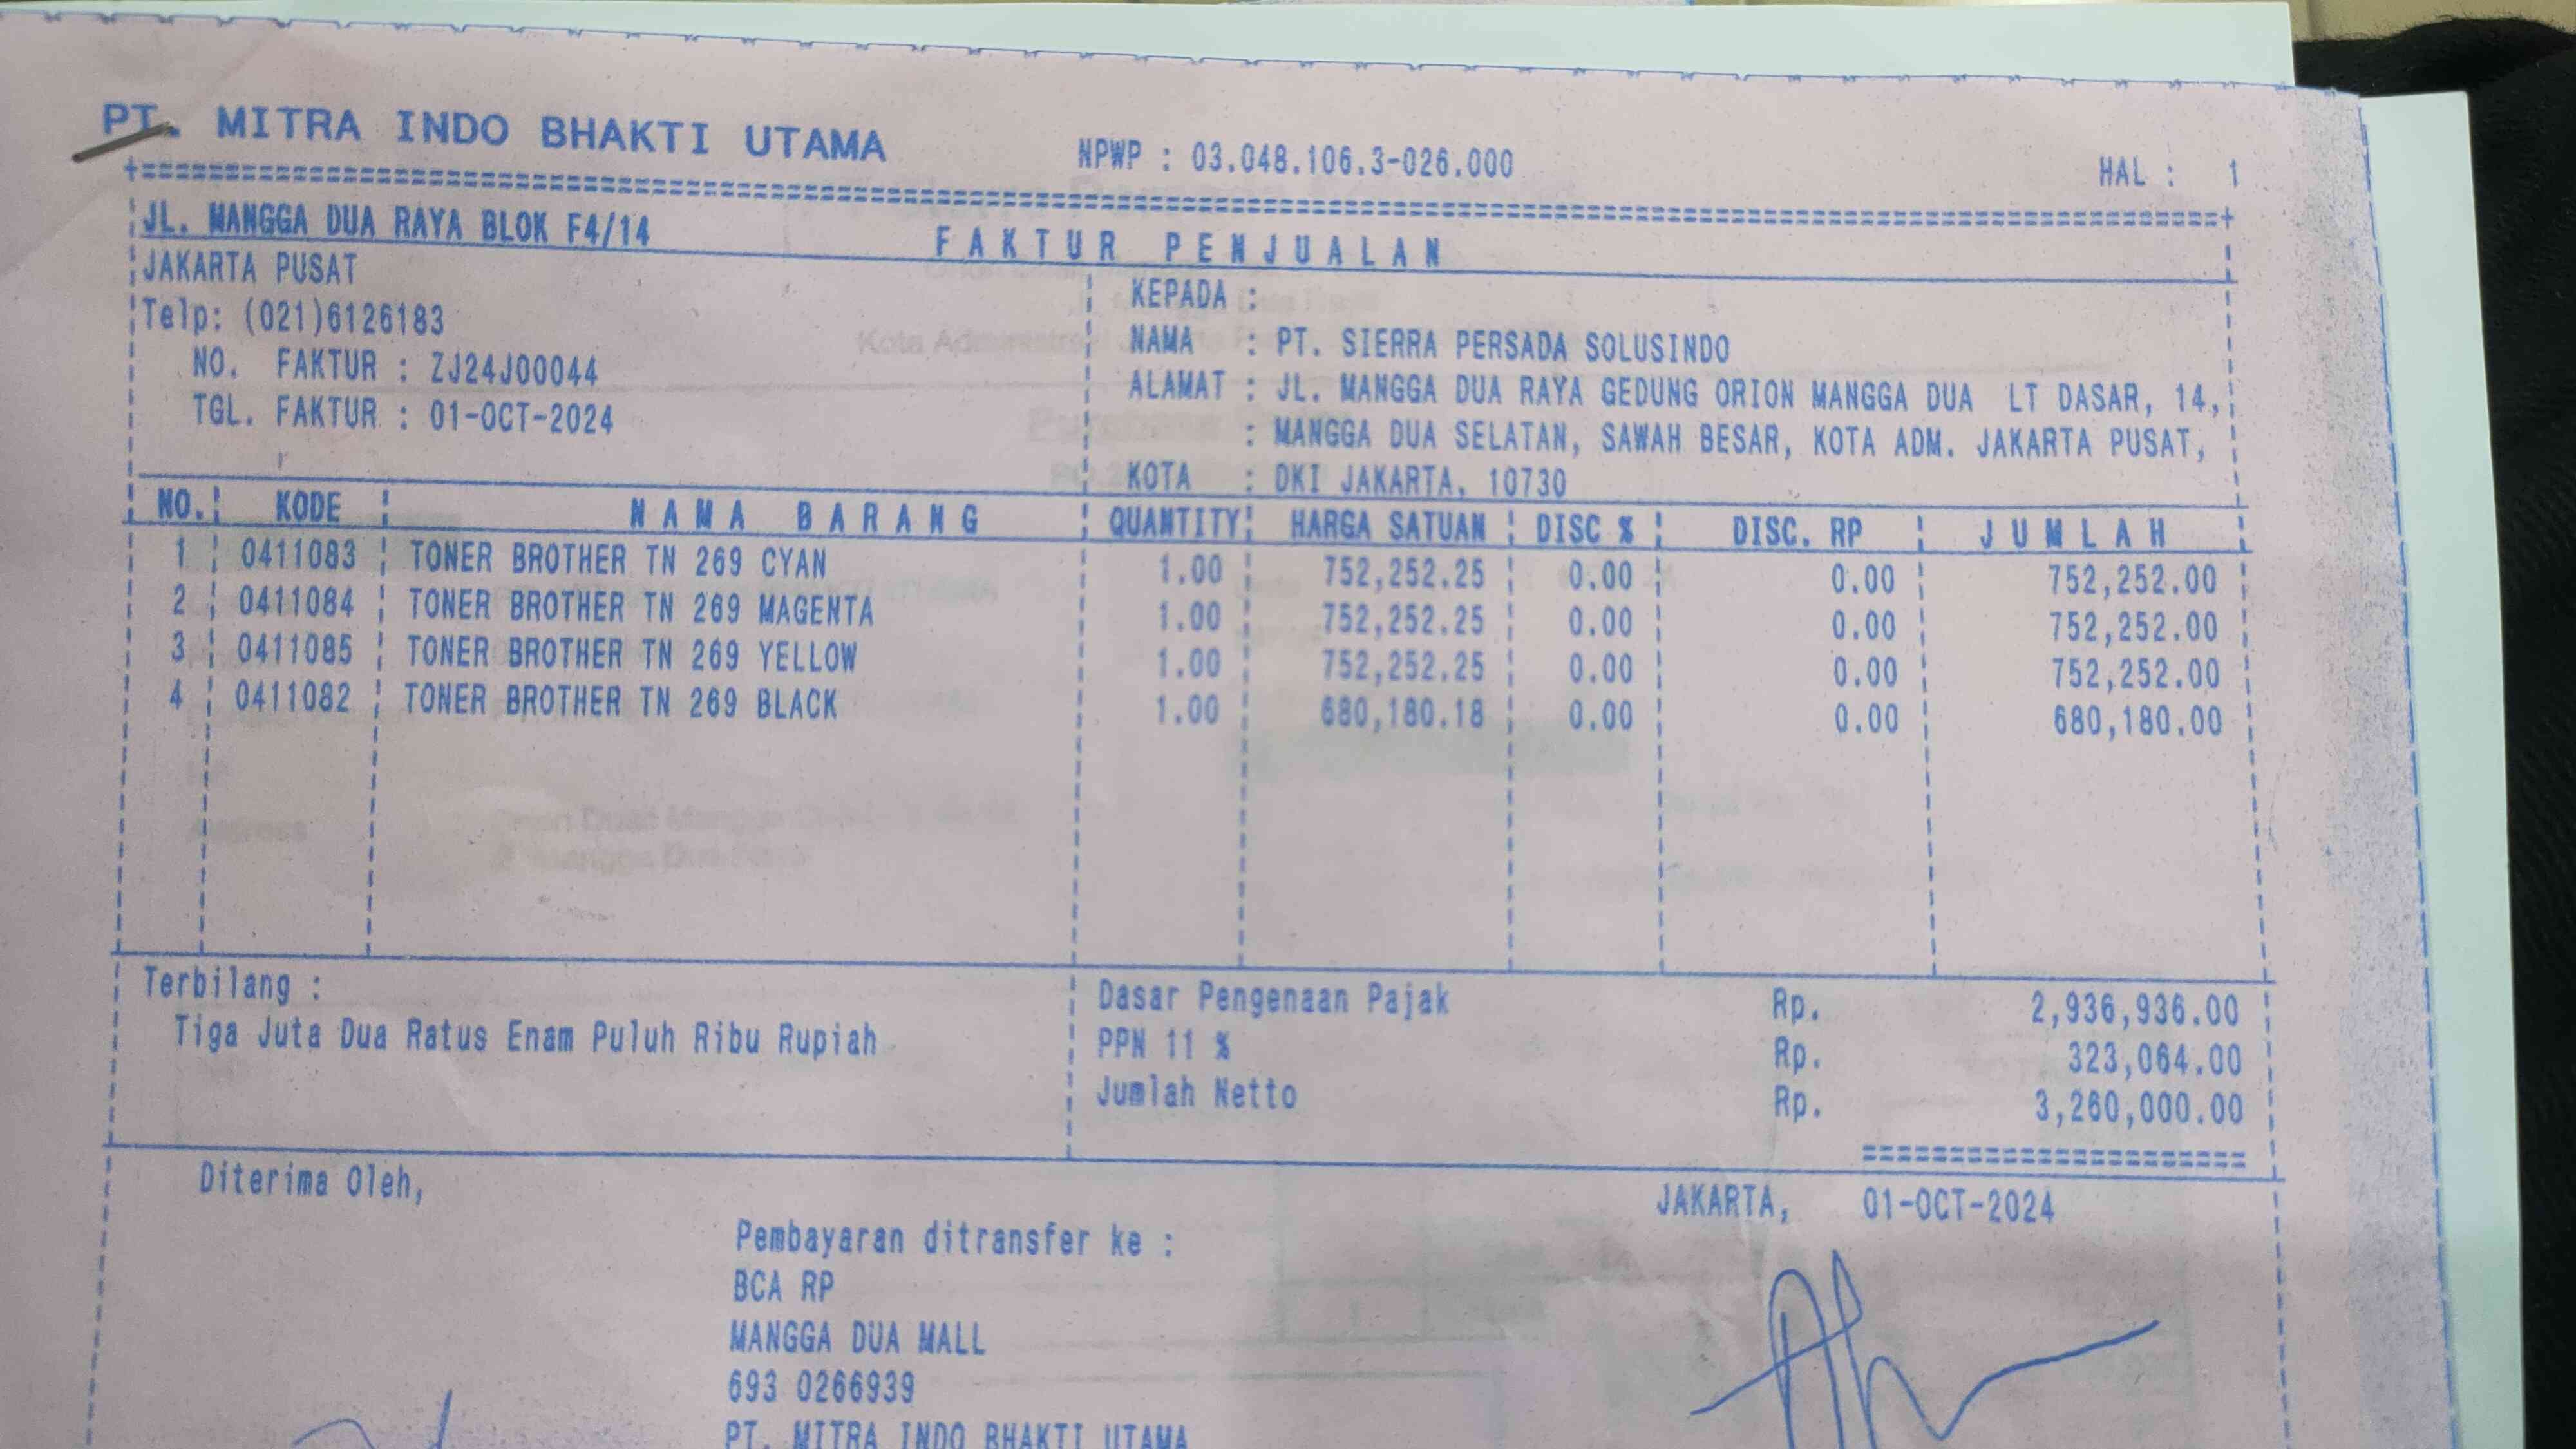 PT. MITRA INDO BHAKTI UTAMA
NPWP : 03.048.106.3-026.000
HAL : 1
JL. MANGGA DUA RAYA BLOK F4/14
FAKTUR PENJUALAN
JAKARTA PUSAT
Telp: (021)6126183
NO. FAKTUR : ZJ24J00044
TGL. FAKTUR : 01-OCT-2024
KEPADA :
NAMA : PT. SIERRA PERSADA SOLUSINDO
ALAMAT : JL. MANGGA DUA RAYA GEDUNG ORION MANGGA DUA LT DASAR, 14,
: MANGGA DUA SELATAN, SAWAH BESAR, KOTA ADM. JAKARTA PUSAT,
KOTA : DKI JAKARTA, 10730
NO. KODE NAMA BARANG QUANTITY HARGA SATUAN DISC % DISC. RP JUMLAH
1 0411083 TONER BROTHER TN 269 CYAN 1.00 752,252.25 0.00 0.00 752,252.00
2 0411084 TONER BROTHER TN 269 MAGENTA 1.00 752,252.25 0.00 0.00 752,252.00
3 0411085 TONER BROTHER TN 269 YELLOW 1.00 752,252.25 0.00 0.00 752,252.00
4 0411082 TONER BROTHER TN 269 BLACK 1.00 680,180.18 0.00 0.00 680,180.00
Terbilang :
Tiga Juta Dua Ratus Enam Puluh Ribu Rupiah
Dasar Pengenaan Pajak Rp. 2,936,936.00
PPN 11 % Rp. 323,064.00
Jumlah Netto Rp. 3,260,000.00
Diterima Oleh,
JAKARTA, 01-OCT-2024
Pembayaran ditransfer ke :
BCA RP
MANGGA DUA MALL
693 0266939
PT. MITRA INDO BHAKTI UTAMA